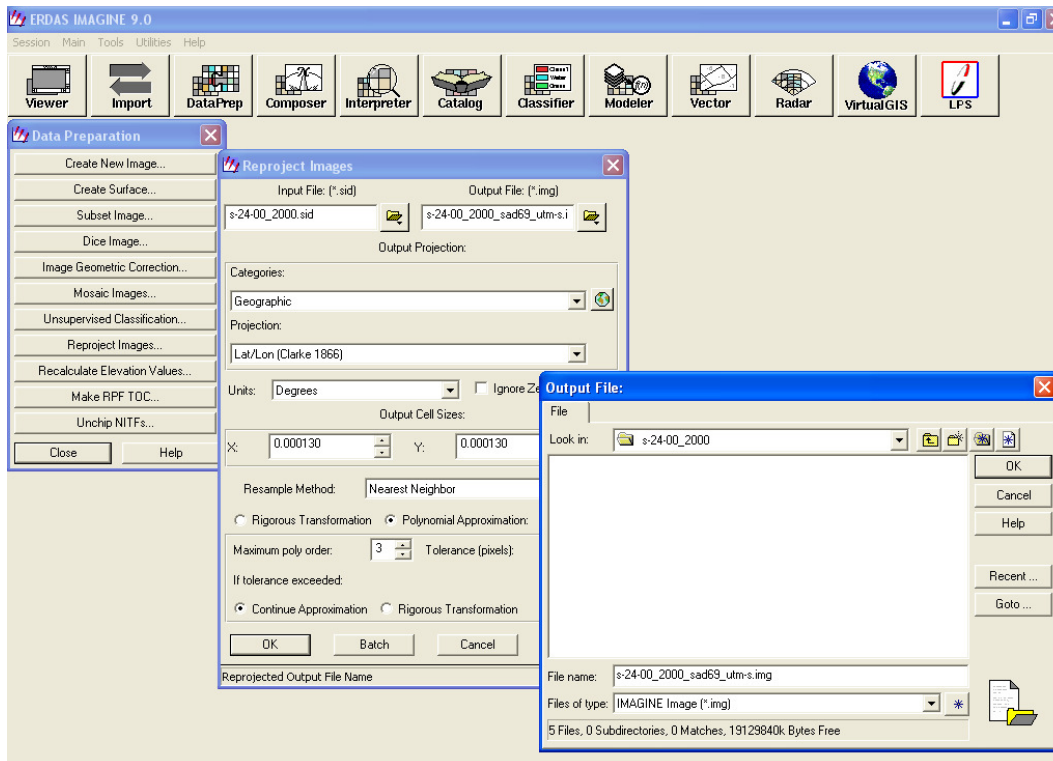 ERDAS IMAGINE 9.0
Session Main Tools Utilities Help
Viewer Import DataPrep Composer Interpreter Catalog Classifier Modeler Vector Radar VirtualGIS LPS
Data Preparation
Create New Image...
Create Surface...
Subset Image...
Dice Image...
Image Geometric Correction...
Mosaic Images...
Unsupervised Classification...
Reproject Images...
Recalculate Elevation Values...
Make RPF TOC...
Unchip NITFs...
Close Help
Reproject Images
Input File: (*.sid) Output File: (*.img)
s-24-00_2000.sid s-24-00_2000_sad69_utm-s.i
Output Projection:
Categories:
Geographic
Projection:
Lat/Lon (Clarke 1866)
Units: Degrees Ignore Ze
Output Cell Sizes:
X: 0.000130 Y: 0.000130
Resample Method: Nearest Neighbor
Rigorous Transformation Polynomial Approximation:
Maximum poly order: 3 Tolerance (pixels):
If tolerance exceeded:
Continue Approximation Rigorous Transformation
OK Batch Cancel
Reprojected Output File Name
Output File:
File
Look in: s-24-00_2000
OK
Cancel
Help
Recent ...
Goto ...
File name: s-24-00_2000_sad69_utm-s.img
Files of type: IMAGINE Image (*.img)
5 Files, 0 Subdirectories, 0 Matches, 19129840k Bytes Free